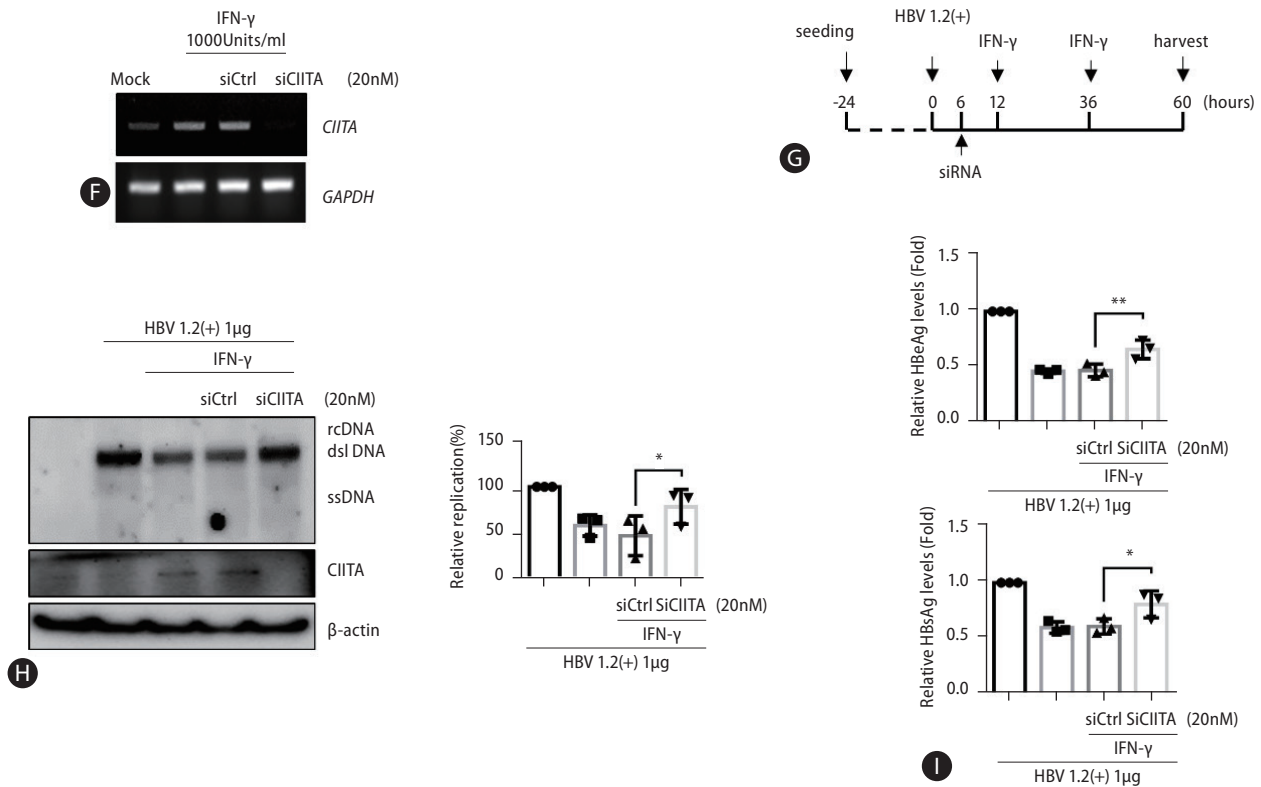 IFN-γ
1000Units/ml
Mock siCtrl siCIITA (20nM)
CIITA
GAPDH
F
HBV 1.2(+)
seeding IFN-γ IFN-γ harvest
-24 0 6 12 36 60 (hours)
siRNA
G
HBV 1.2(+) 1μg
IFN-γ
siCtrl siCIITA (20nM)
rcDNA
dsl DNA
ssDNA
CIITA
β-actin
H
Relative replication(%)
150
100
50
0
*
siCtrl SiCIITA (20nM)
IFN-γ
HBV 1.2(+) 1μg
Relative HBeAg levels (Fold)
1.5
1.0
0.5
0.0
**
siCtrl SiCIITA (20nM)
IFN-γ
HBV 1.2(+) 1μg
Relative HBsAg levels (Fold)
1.5
1.0
0.5
0.0
*
siCtrl SiCIITA (20nM)
IFN-γ
HBV 1.2(+) 1μg
I